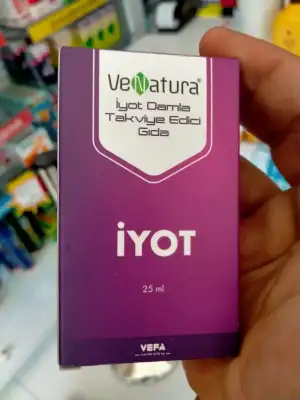 VeNatura®
İyot Damla
Takviye Edici
Gıda
İYOT
25 ml
VEFA